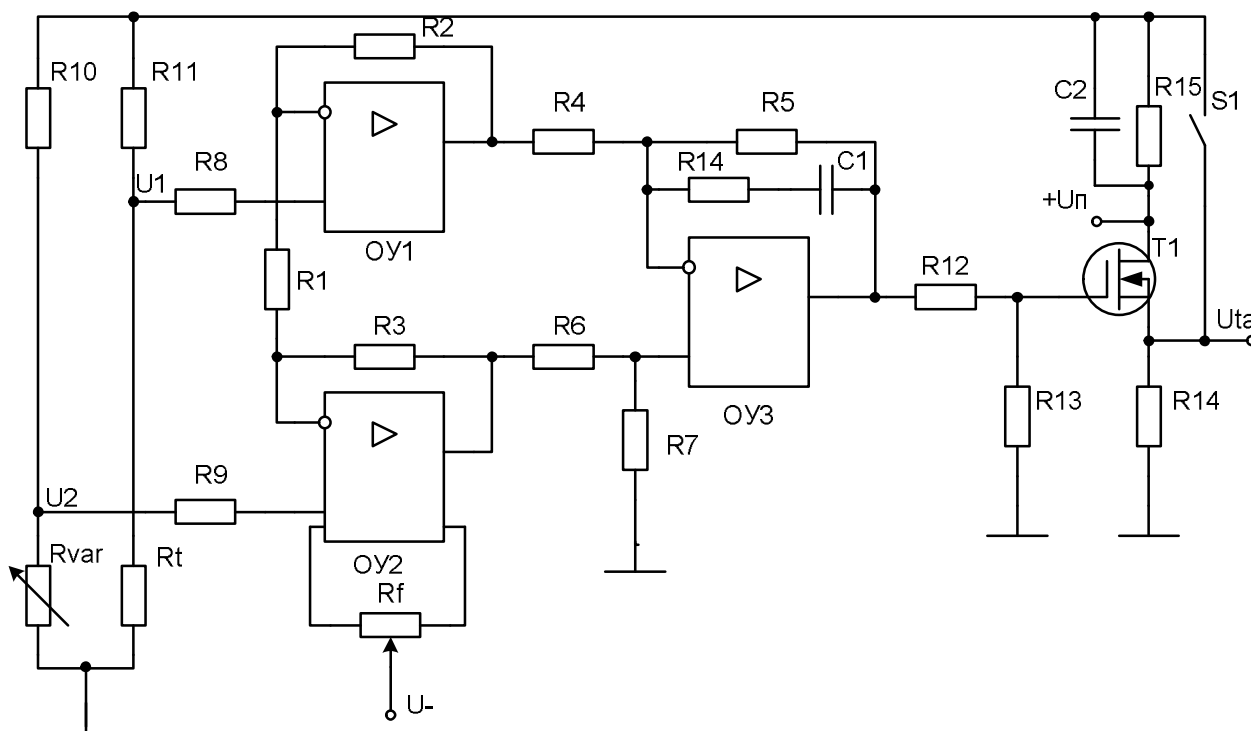 R2
R10
R11
C2
R15
S1
R4
R5
R14
C1
R8
U1
+Uп
ОУ1
T1
R1
R12
Uta
R3
R6
R13
R14
ОУ3
R7
R9
U2
Rvar
Rt
ОУ2
Rf
U-